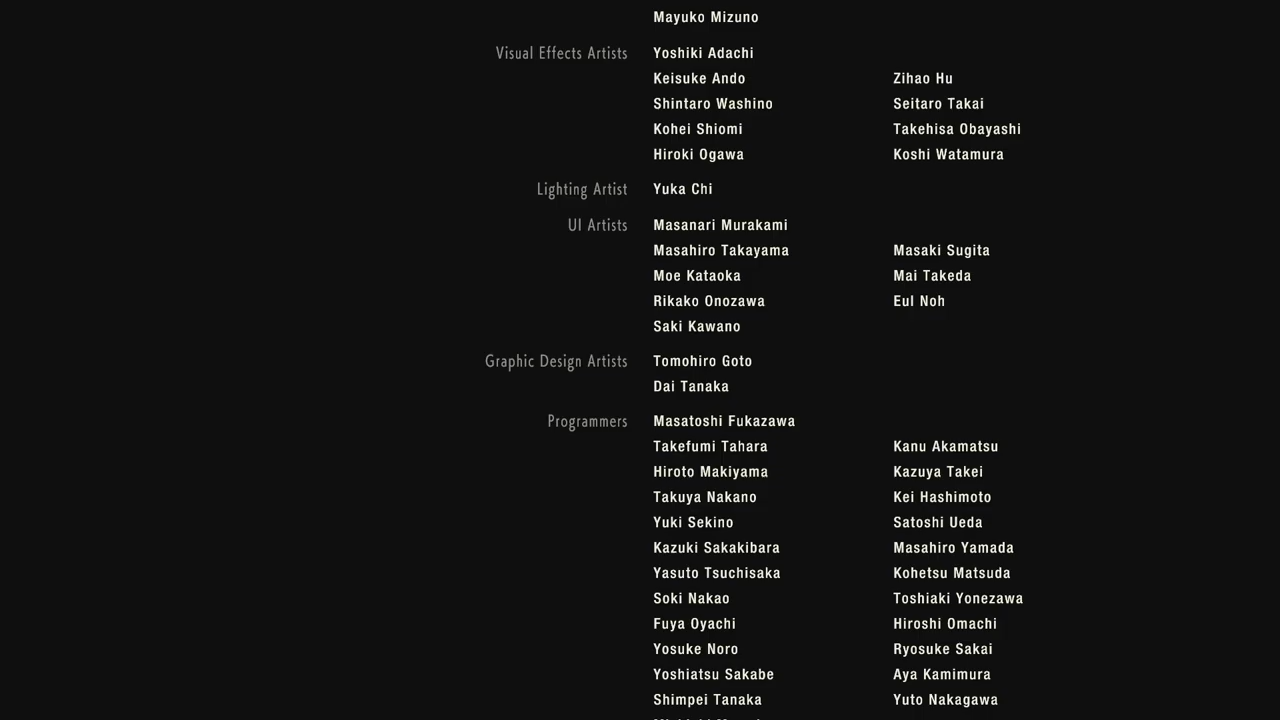 Mayuko Mizuno
Visual Effects Artists Yoshiki Adachi
Keisuke Ando Zihao Hu
Shintaro Washino Seitaro Takai
Kohei Shiomi Takehisa Obayashi
Hiroki Ogawa Koshi Watamura
Lighting Artist Yuka Chi
UI Artists Masanari Murakami
Masahiro Takayama Masaki Sugita
Moe Kataoka Mai Takeda
Rikako Onozawa Eul Noh
Saki Kawano
Graphic Design Artists Tomohiro Goto
Dai Tanaka
Programmers Masatoshi Fukazawa
Takefumi Tahara Kanu Akamatsu
Hiroto Makiyama Kazuya Takei
Takuya Nakano Kei Hashimoto
Yuki Sekino Satoshi Ueda
Kazuki Sakakibara Masahiro Yamada
Yasuto Tsuchisaka Kohetsu Matsuda
Soki Nakao Toshiaki Yonezawa
Fuya Oyachi Hiroshi Omachi
Yosuke Noro Ryosuke Sakai
Yoshiatsu Sakabe Aya Kamimura
Shimpei Tanaka Yuto Nakagawa